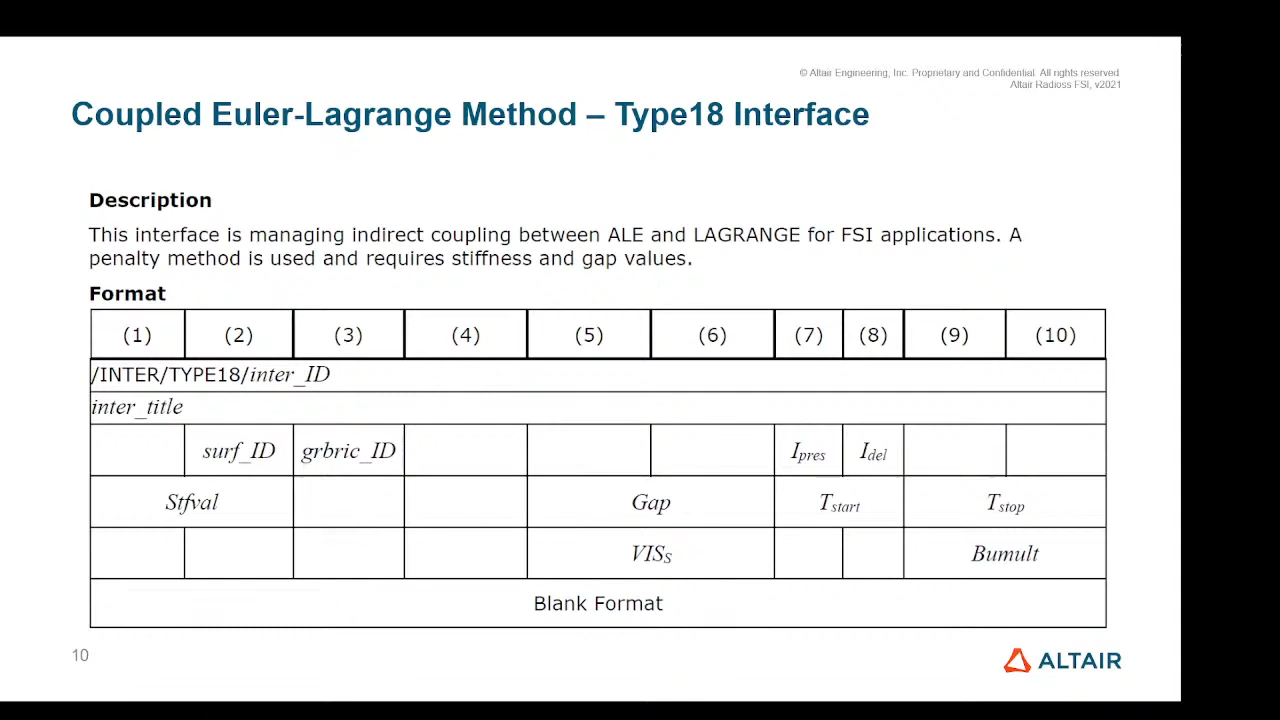 © Altair Engineering, Inc. Proprietary and Confidential. All rights reserved
Altair Radioss FSI, v2021
Coupled Euler-Lagrange Method – Type18 Interface
Description
This interface is managing indirect coupling between ALE and LAGRANGE for FSI applications. A
penalty method is used and requires stiffness and gap values.
Format
(1) (2) (3) (4) (5) (6) (7) (8) (9) (10)
/INTER/TYPE18/inter_ID
inter_title
surf_ID grbric_ID Ipres Idel
Stfval Gap Tstart Tstop
VISS Bumult
Blank Format
10
ALTAIR